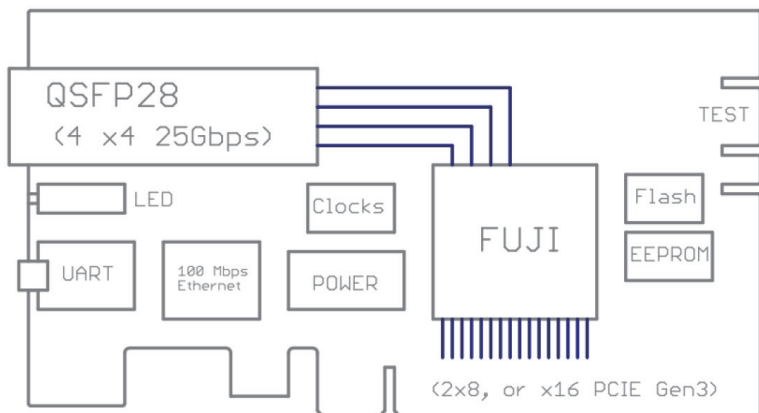 QSFP28
(4 x4 25Gbps)
TEST
LED
Clocks
FUJI
Flash
EEPROM
UART
100 Mbps
Ethernet
POWER
(2x8, or x16 PCIE Gen3)